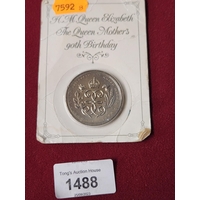 7592
H.M. Queen Elizabeth
The Queen Mother's
90th Birthday
Tring's Auction House
1488